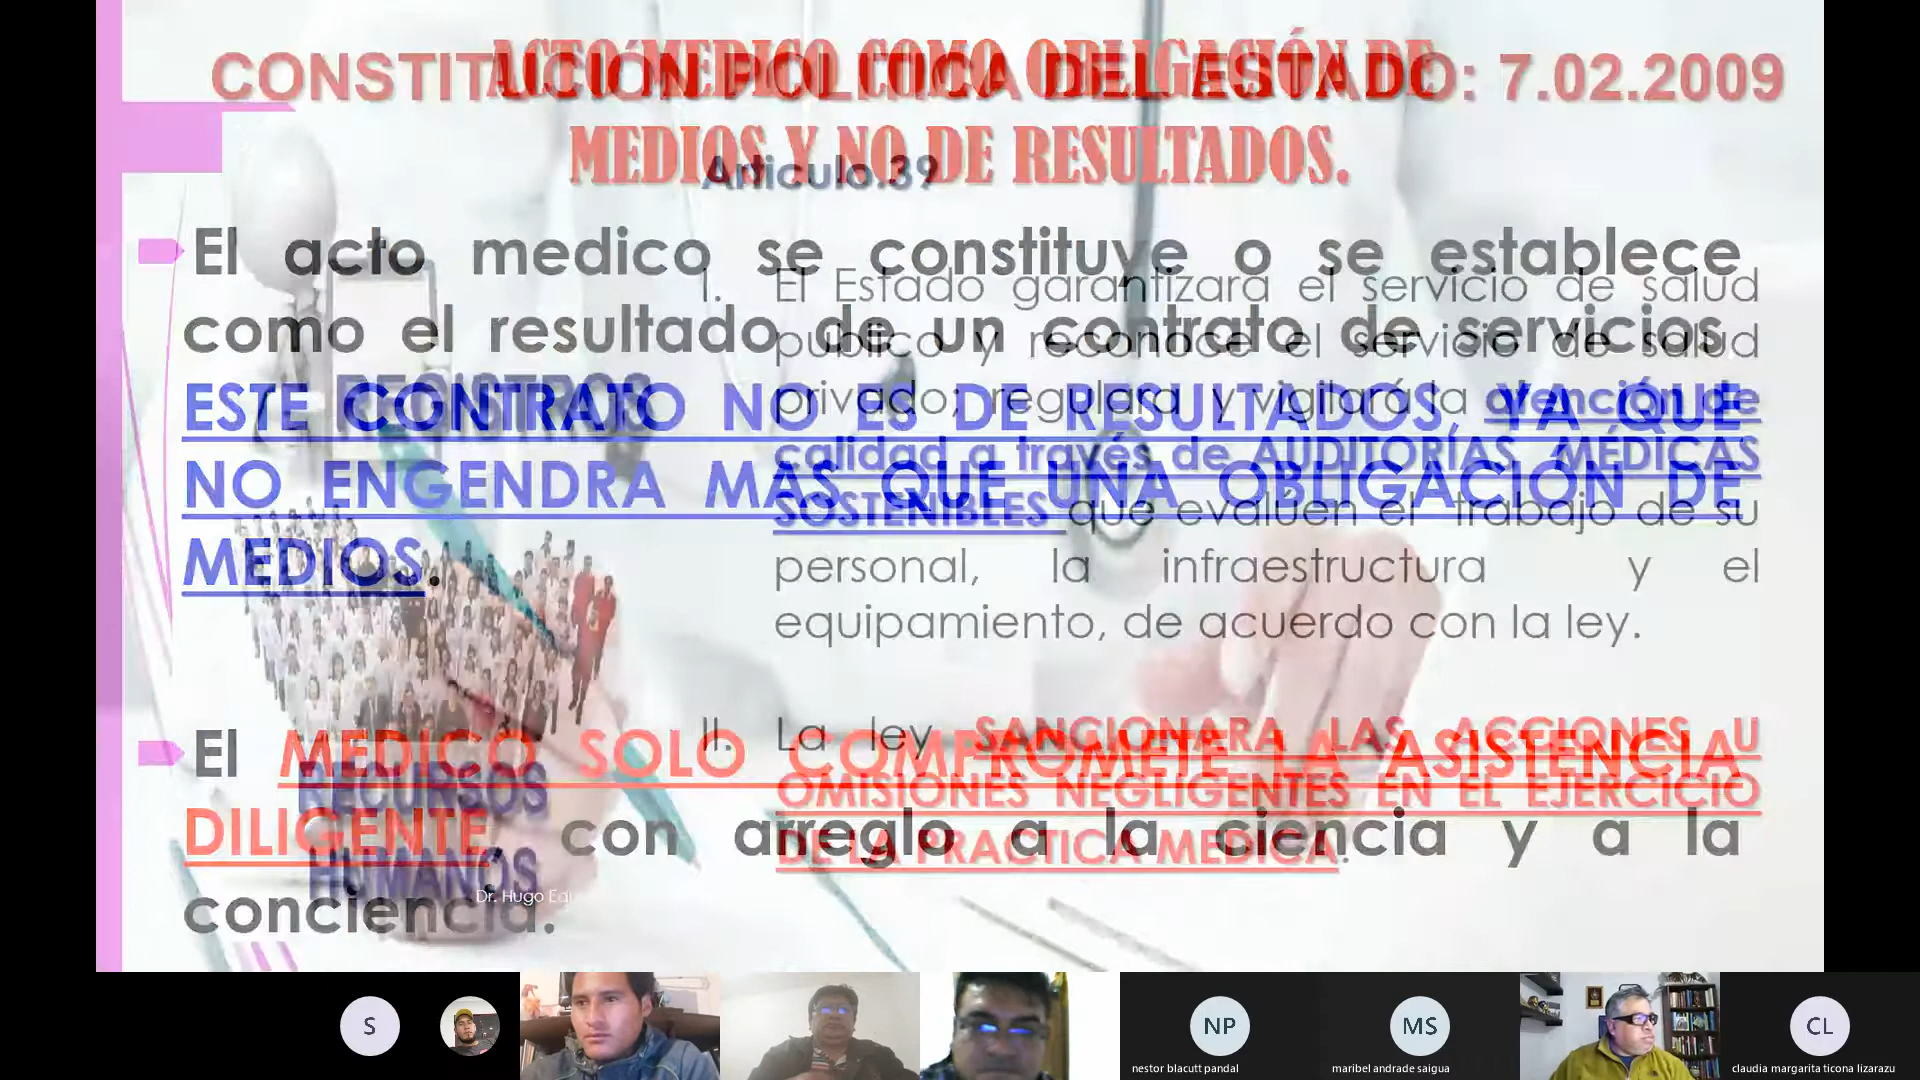 ACTO MEDICO COMO OBLIGACIÓN DE
MEDIOS Y NO DE RESULTADOS.
El acto medico se constituye o se establece
como el resultado de un contrato de servicios
ESTE CONTRATO NO ES DE RESULTADOS, YA QUE
NO ENGENDRA MAS QUE UNA OBLIGACIÓN DE
MEDIOS.
El MEDICO SOLO COMPROMETE LA ASISTENCIA
DILIGENTE, con arreglo a la ciencia y a la
conciencia.
CONSTITUCIÓN POLITICA DEL ESTADO: 7.02.2009
Articulo.39
I. El Estado garantizara el servicio de salud
publico y reconoce el servicio de salud
privado; regulara y vigilará la atención de
calidad a través de AUDITORÍAS MÉDICAS
SOSTENIBLES que evalúen el trabajo de su
personal, la infraestructura y el
equipamiento, de acuerdo con la ley.
II. La ley SANCIONARA LAS ACCIONES U
OMISIONES NEGLIGENTES EN EL EJERCICIO
DE LA PRACTICA MEDICA.
REGISTROS
RECURSOS
HUMANOS
Dr. Hugo
S
NP
MS
CL
nestor blacutt pandal
maribel andrade saigua
claudia margarita ticona lizarazu